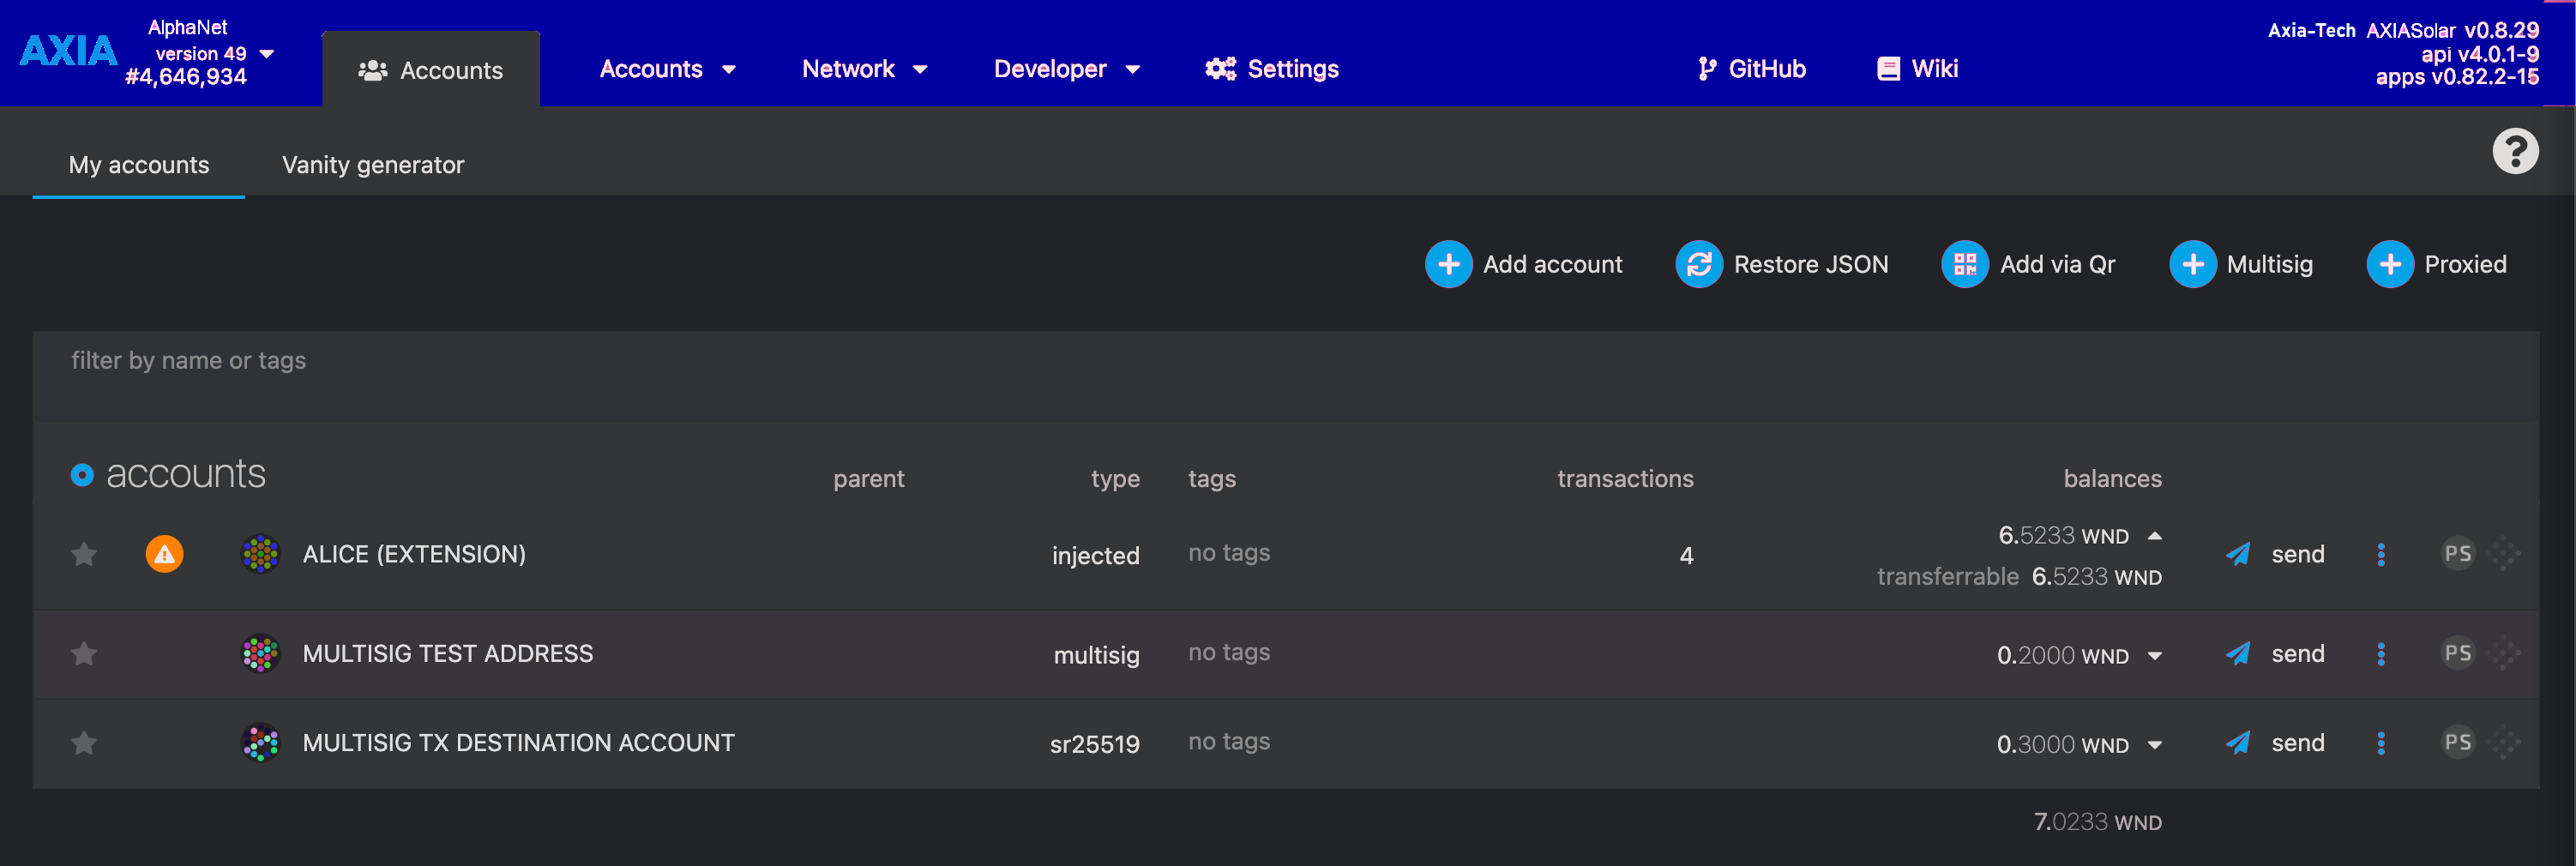 AXIA
AlphaNet
version 49
#4,646,934
Accounts
Accounts
Network
Developer
Settings
GitHub
Wiki
Axia-Tech AXIASolar v0.8.29
api v4.0.1-9
apps v0.82.2-15
My accounts
Vanity generator
?
Add account
Restore JSON
Add via Qr
Multisig
Proxied
filter by name or tags
accounts parent type tags transactions balances
ALICE (EXTENSION) injected no tags 4 6.5233 WND send PS
transferrable 6.5233 WND
MULTISIG TEST ADDRESS multisig no tags 0.2000 WND send PS
MULTISIG TX DESTINATION ACCOUNT sr25519 no tags 0.3000 WND send PS
7.0233 WND